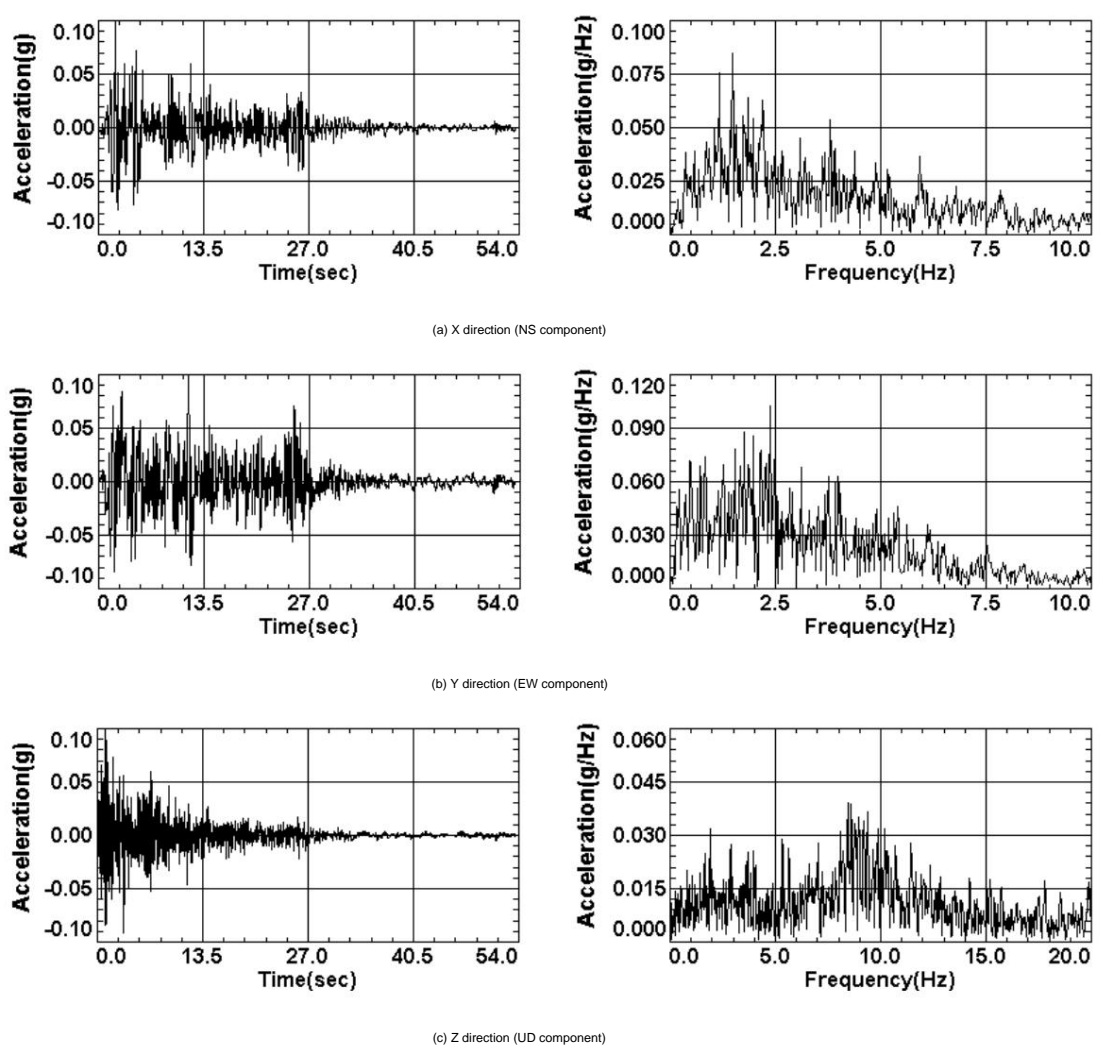 0.10
0.05
0.00
-0.05
-0.10
Acceleration(g)
0.0 13.5 27.0 40.5 54.0
Time(sec)
0.100
0.075
0.050
0.025
0.000
Acceleration(g/Hz)
0.0 2.5 5.0 7.5 10.0
Frequency(Hz)
(a) X direction (NS component)
0.10
0.05
0.00
-0.05
-0.10
Acceleration(g)
0.0 13.5 27.0 40.5 54.0
Time(sec)
0.120
0.090
0.060
0.030
0.000
Acceleration(g/Hz)
0.0 2.5 5.0 7.5 10.0
Frequency(Hz)
(b) Y direction (EW component)
0.10
0.05
0.00
-0.05
-0.10
Acceleration(g)
0.0 13.5 27.0 40.5 54.0
Time(sec)
0.060
0.045
0.030
0.015
0.000
Acceleration(g/Hz)
0.0 5.0 10.0 15.0 20.0
Frequency(Hz)
(c) Z direction (UD component)